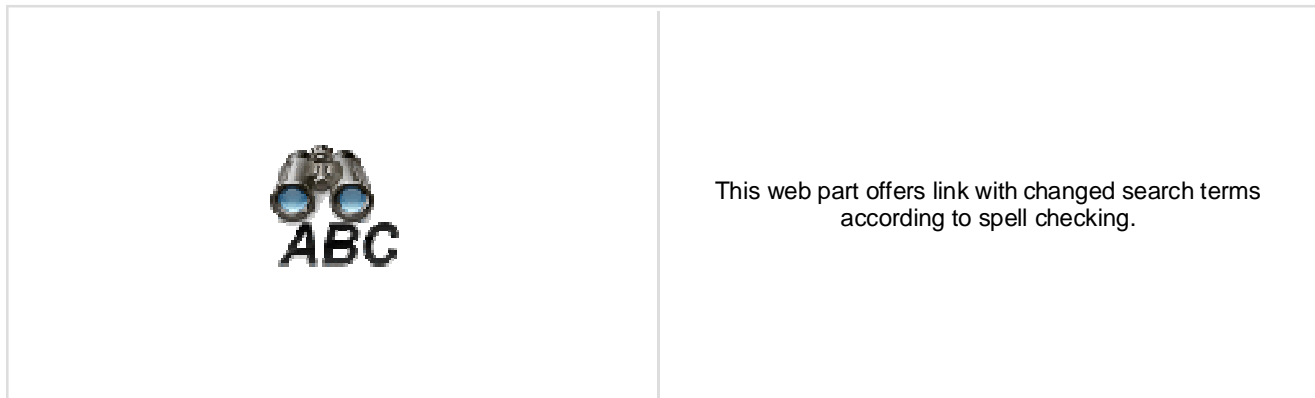 ABC
This web part offers link with changed search terms
according to spell checking.